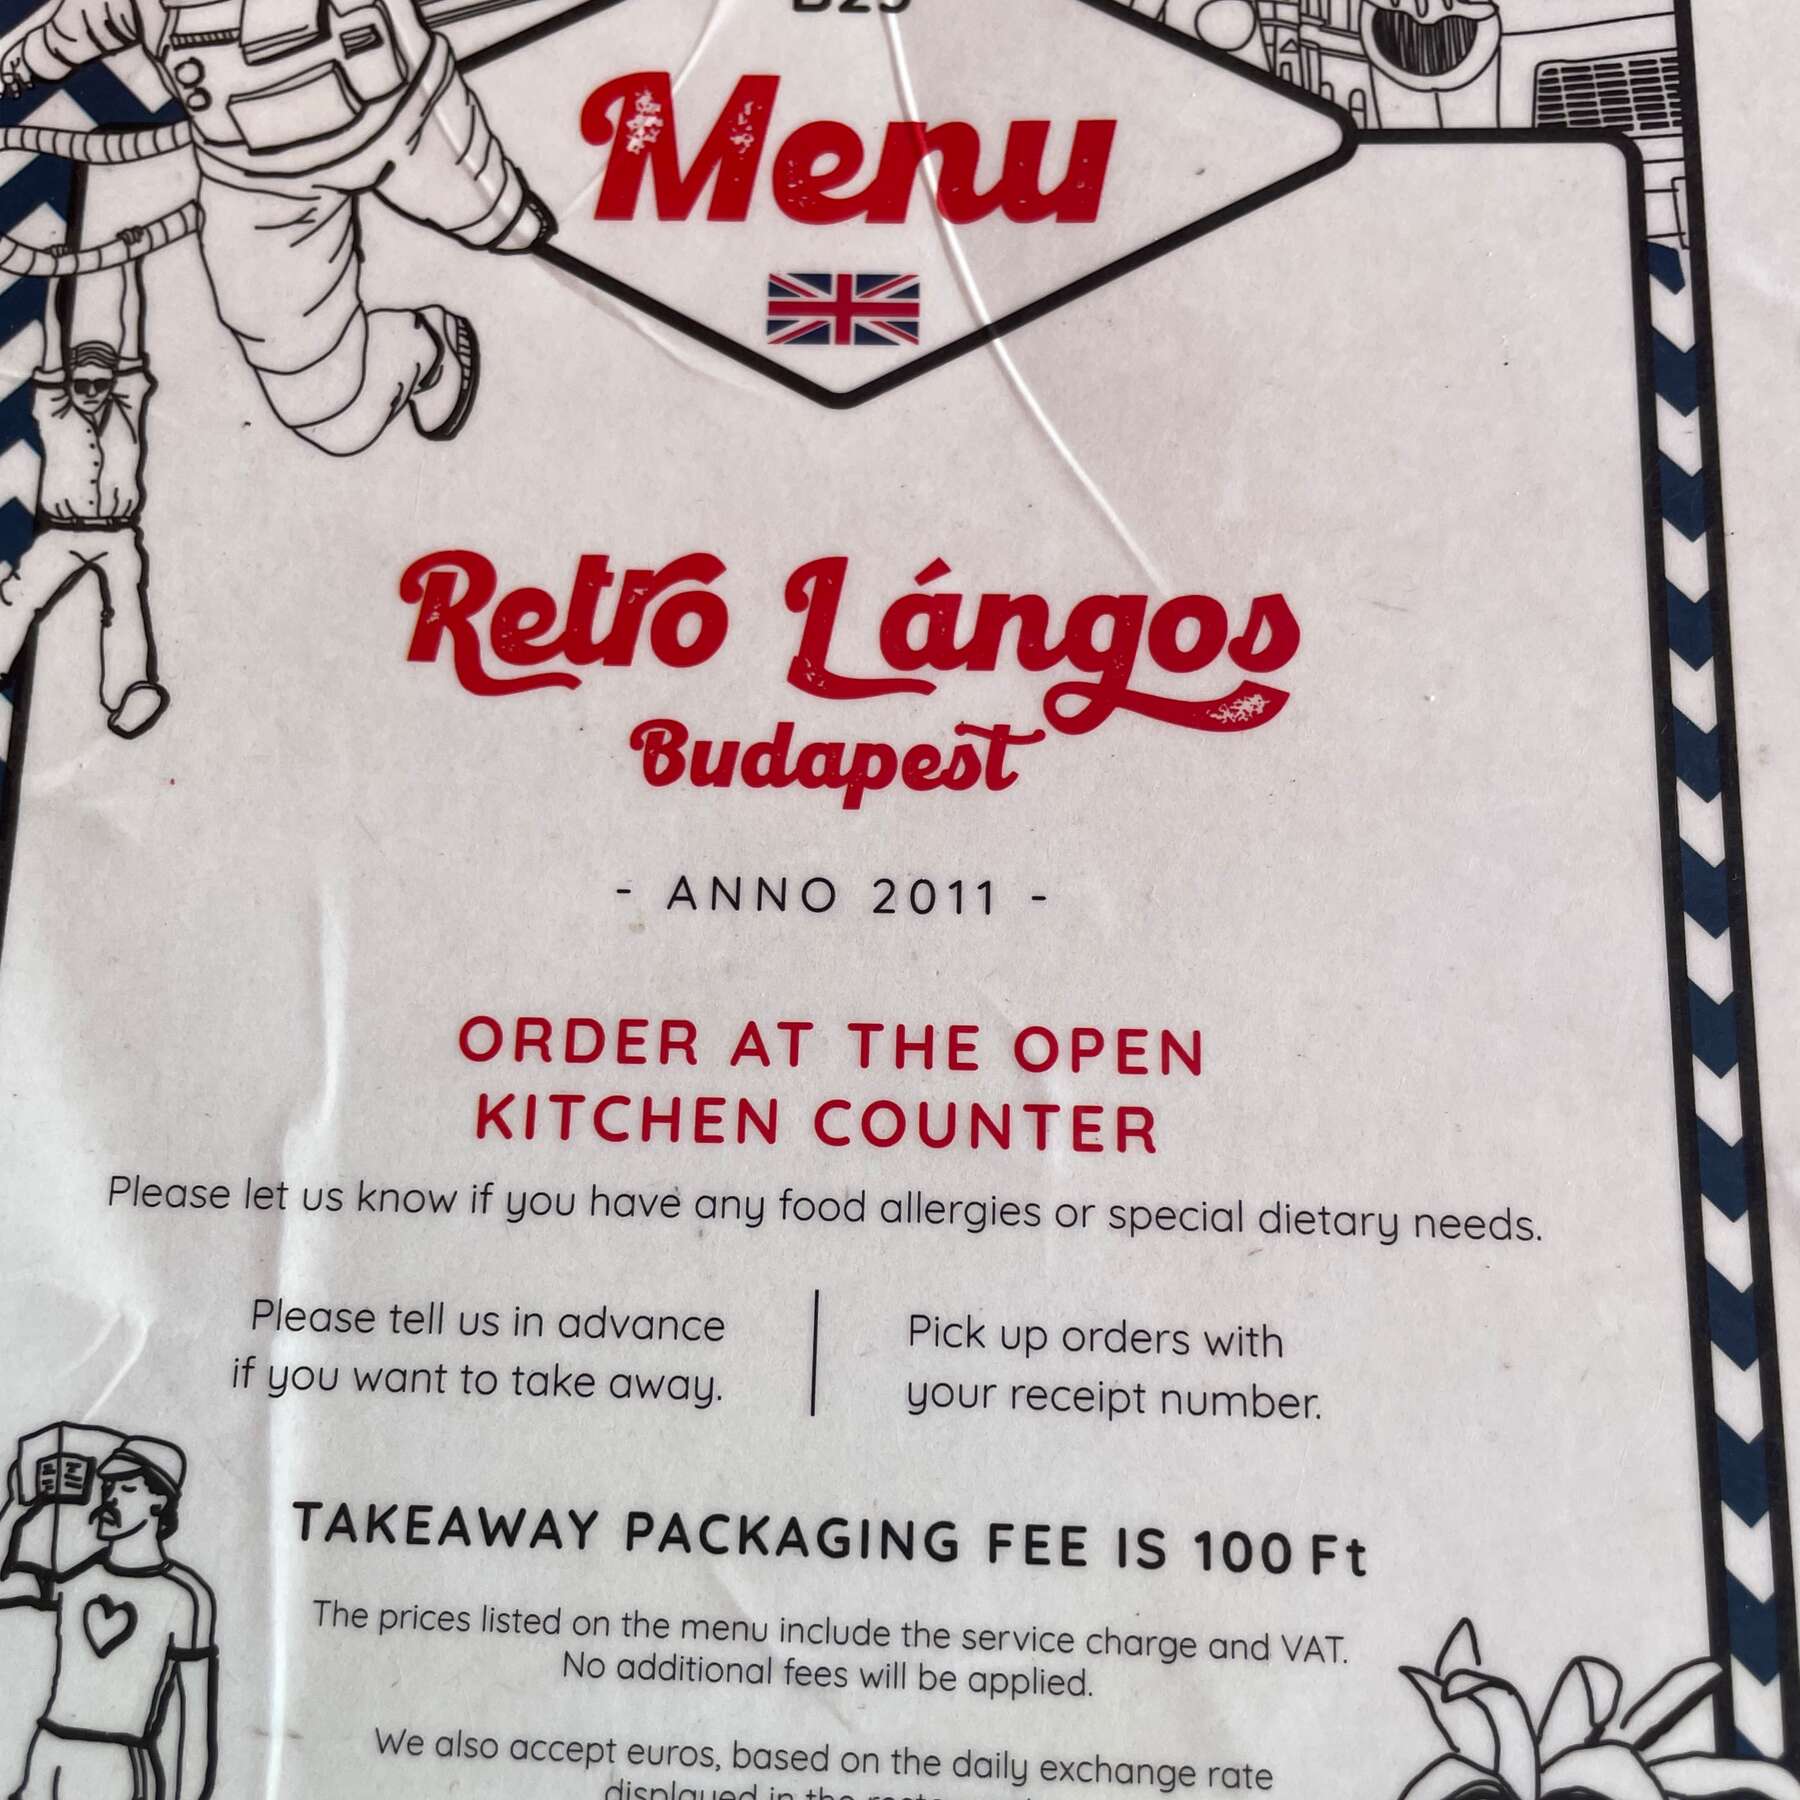 Menu
Retro Lángos
Budapest
- ANNO 2011 -
ORDER AT THE OPEN
KITCHEN COUNTER
Please let us know if you have any food allergies or special dietary needs.
Please tell us in advance
if you want to take away.
Pick up orders with
your receipt number.
TAKEAWAY PACKAGING FEE IS 100 Ft
The prices listed on the menu include the service charge and VAT.
No additional fees will be applied.
We also accept euros, based on the daily exchange rate
displayed in the